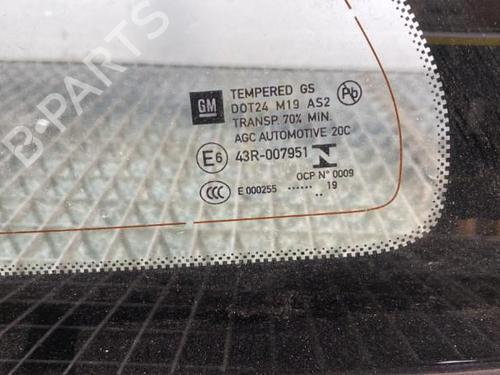 GM
TEMPERED GS
DOT24 M19 AS2
TRANSP. 70% MIN.
AGC AUTOMOTIVE 20C
Pb
E6 43R-007951
CCC E 000255 ...... 19
..
OCP N° 0009
B-PARTS